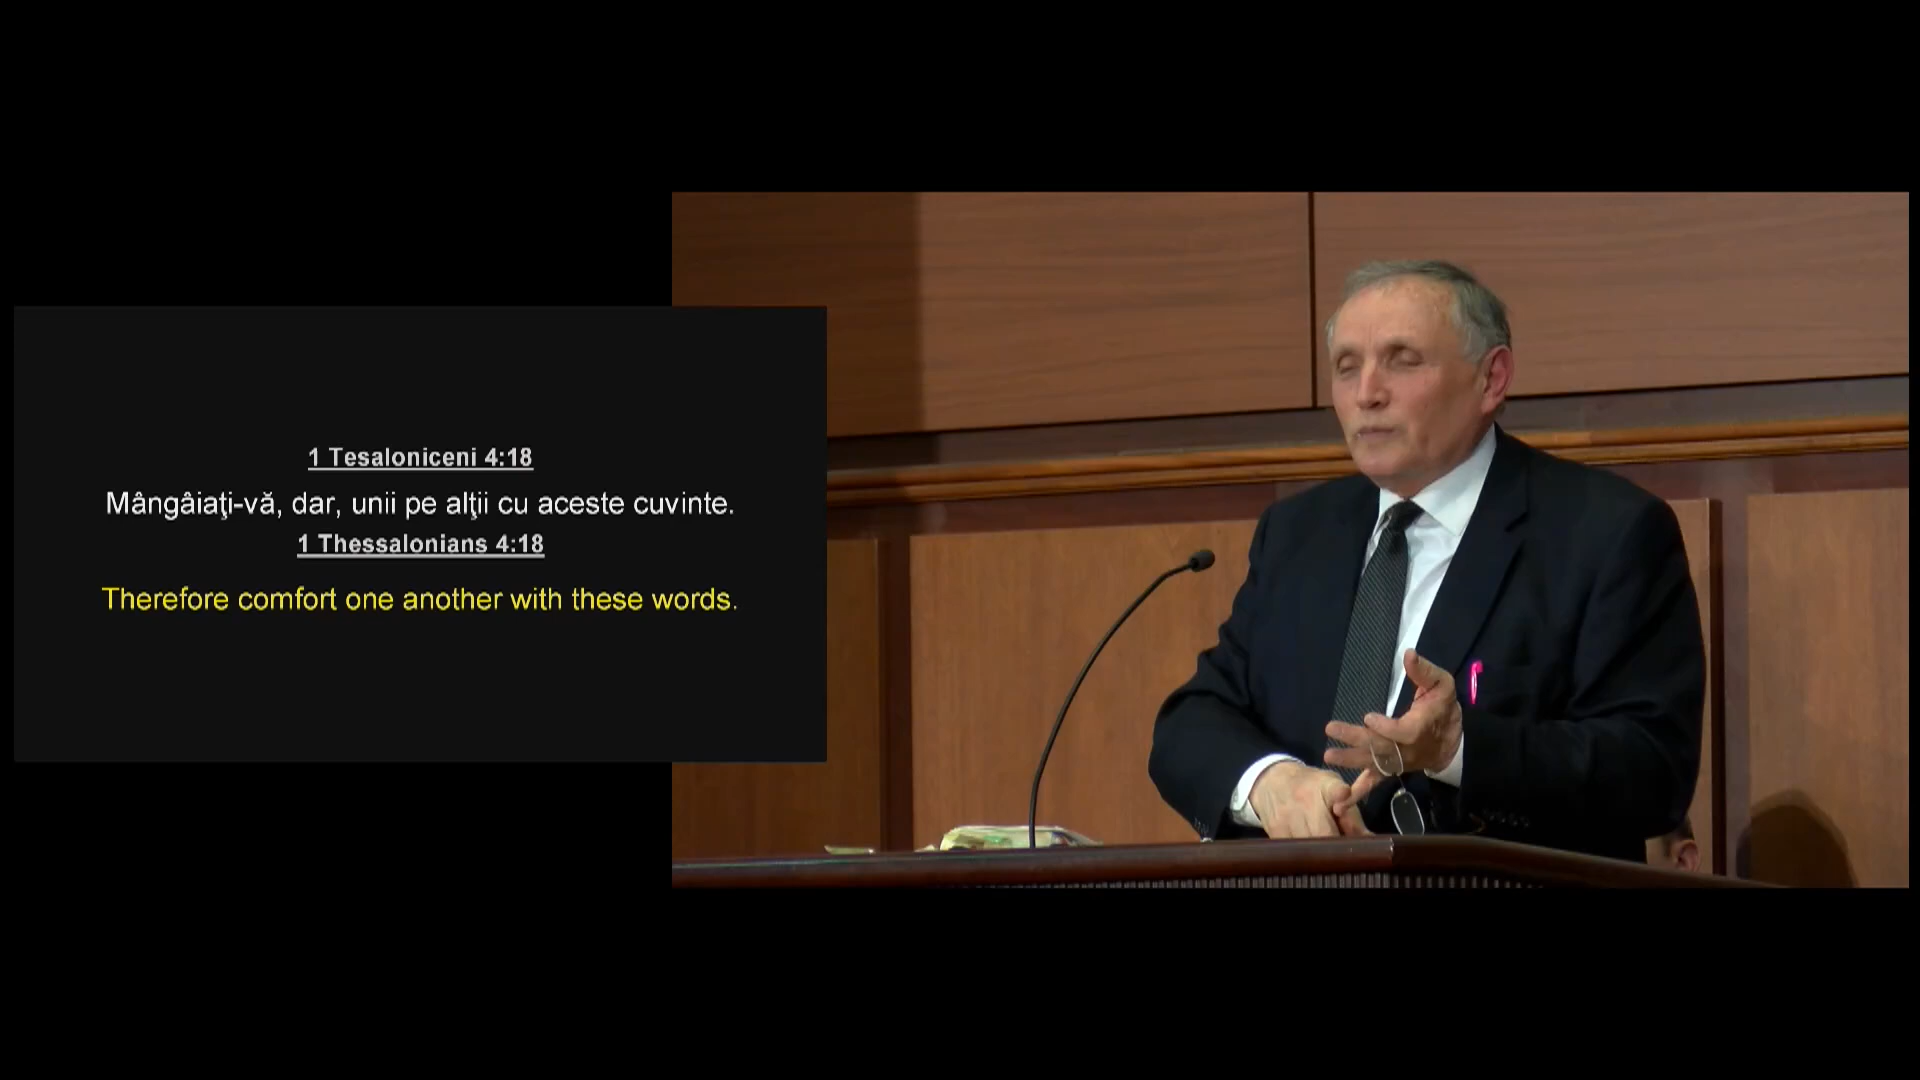 1 Tesaloniceni 4:18
Mângâiaţi-vă, dar, unii pe alţii cu aceste cuvinte.
1 Thessalonians 4:18
Therefore comfort one another with these words.